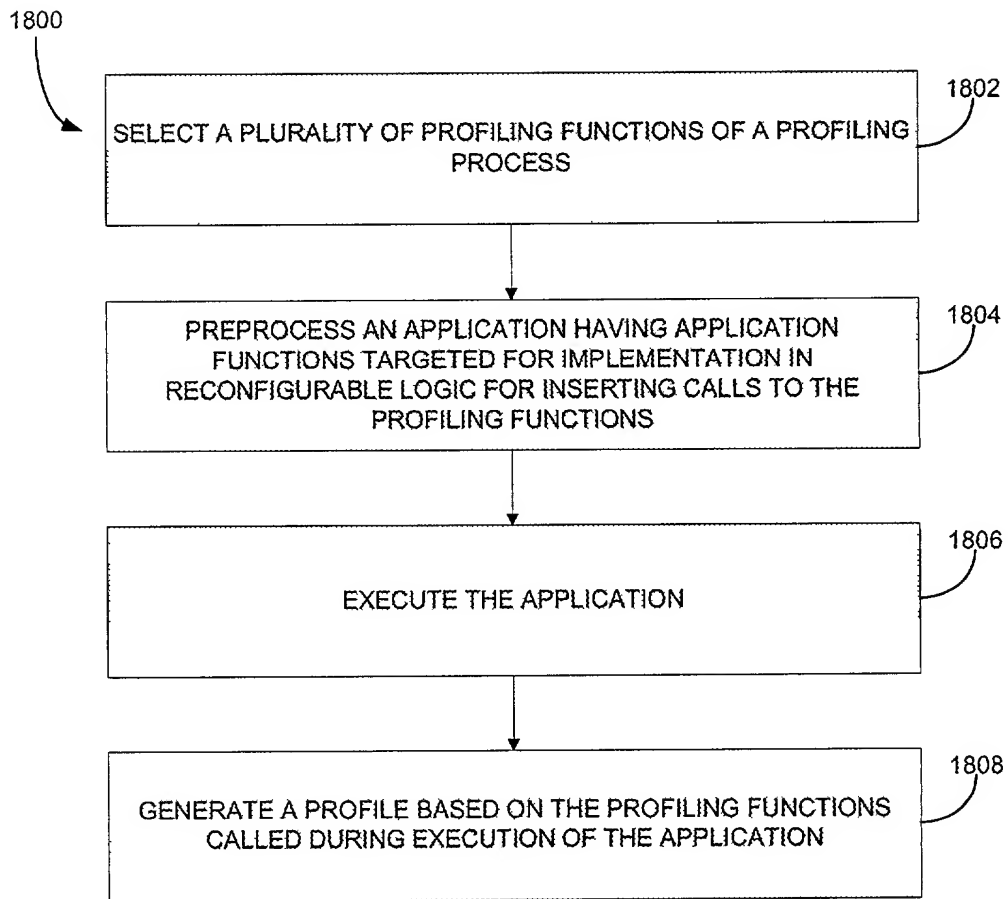 1800
1802
SELECT A PLURALITY OF PROFILING FUNCTIONS OF A PROFILING
PROCESS
1804
PREPROCESS AN APPLICATION HAVING APPLICATION
FUNCTIONS TARGETED FOR IMPLEMENTATION IN
RECONFIGURABLE LOGIC FOR INSERTING CALLS TO THE
PROFILING FUNCTIONS
1806
EXECUTE THE APPLICATION
1808
GENERATE A PROFILE BASED ON THE PROFILING FUNCTIONS
CALLED DURING EXECUTION OF THE APPLICATION